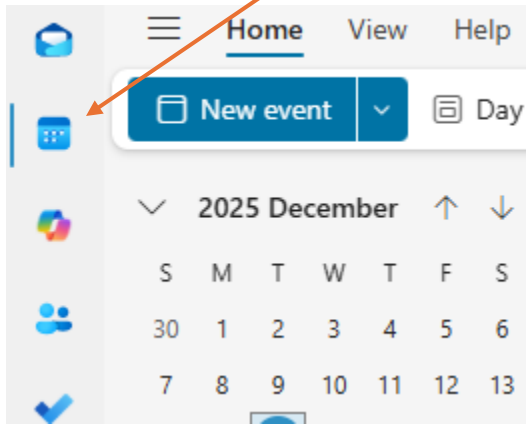 Home View Help
New event Day
2025 December
S M T W T F S
30 1 2 3 4 5 6
7 8 9 10 11 12 13